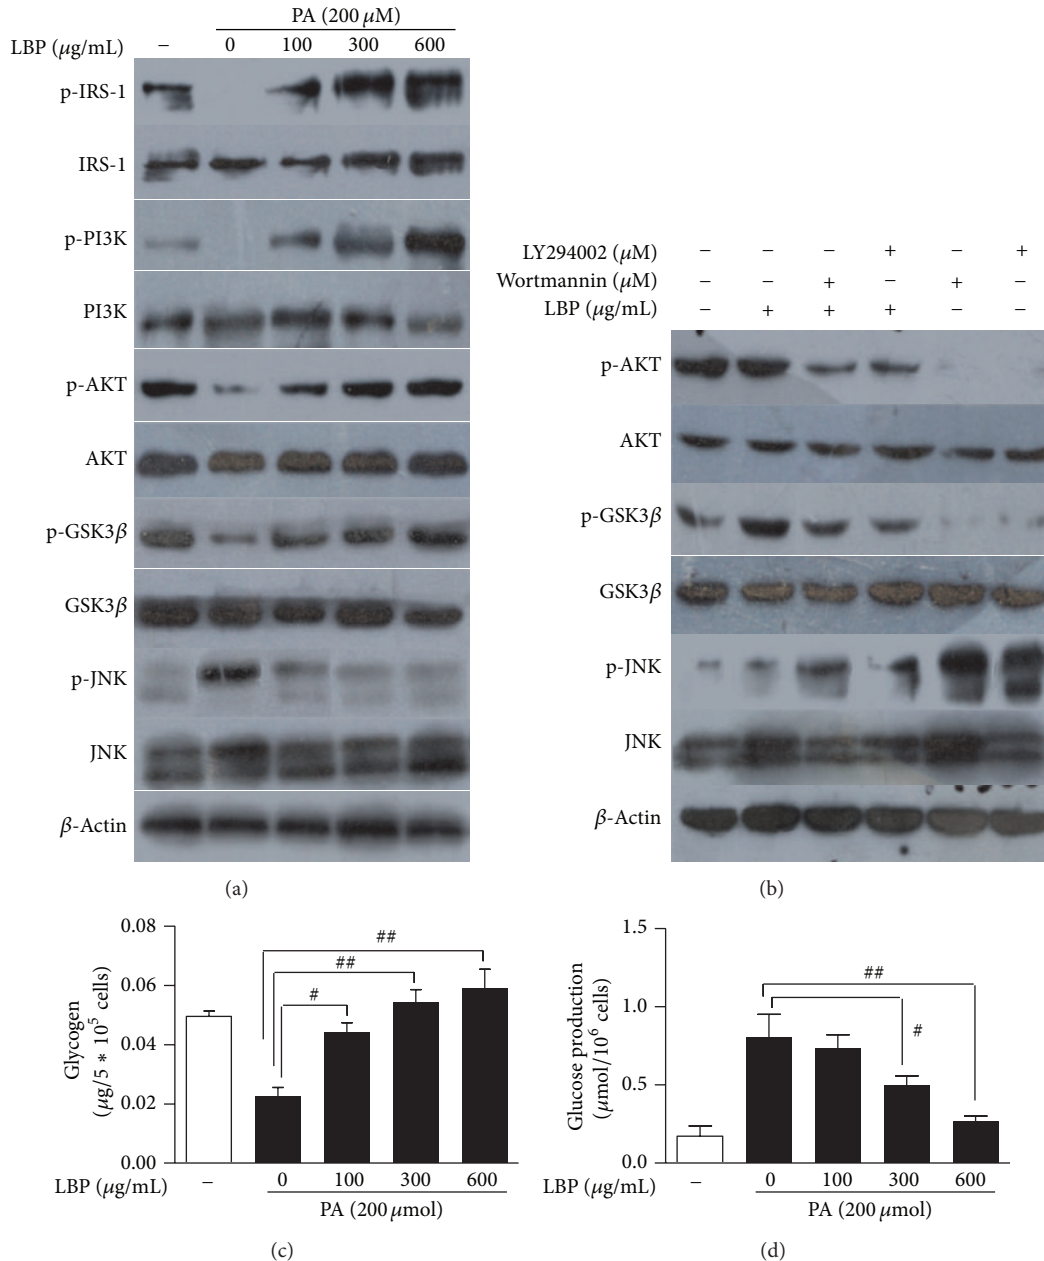 PA (200 μM)
LBP (μg/mL) – 0 100 300 600
p-IRS-1
IRS-1
p-PI3K
PI3K
p-AKT
AKT
p-GSK3β
GSK3β
p-JNK
JNK
β-Actin
(a)
LY294002 (μM) – – – + – +
Wortmannin (μM) – – + – + –
LBP (μg/mL) – + + + – –
p-AKT
AKT
p-GSK3β
GSK3β
p-JNK
JNK
β-Actin
(b)
Glycogen
(μg/5 * 10⁵ cells)
0.08
0.06
0.04
0.02
0.00
##
##
#
LBP (μg/mL) – 0 100 300 600
PA (200 μmol)
(c)
Glucose production
(μmol/10⁶ cells)
1.5
1.0
0.5
0.0
##
#
LBP (μg/mL) – 0 100 300 600
PA (200 μmol)
(d)